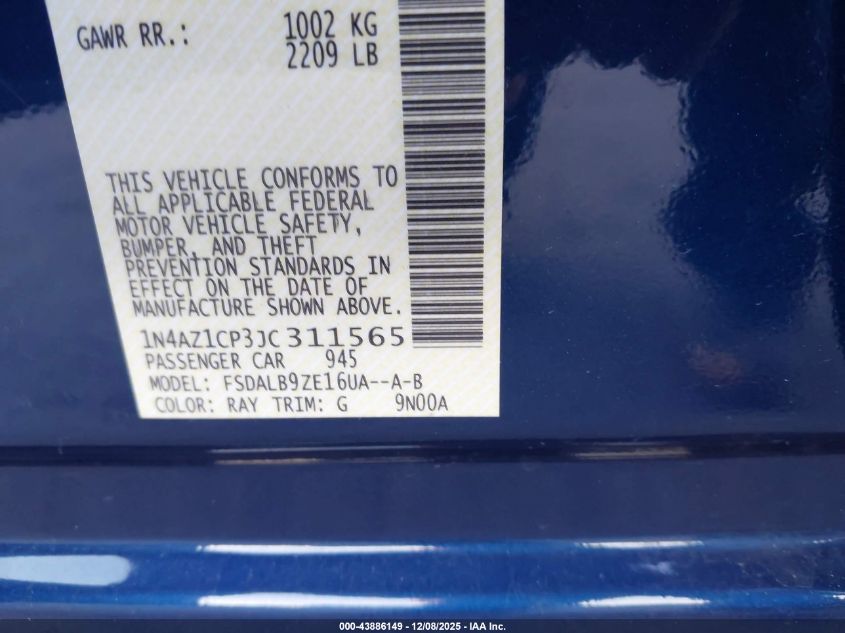 GAWR RR.: 1002 KG
2209 LB
THIS VEHICLE CONFORMS TO
ALL APPLICABLE FEDERAL
MOTOR VEHICLE SAFETY,
BUMPER, AND THEFT
PREVENTION STANDARDS IN
EFFECT ON THE DATE OF
MANUFACTURE SHOWN ABOVE.
1N4AZ1CP3JC311565
PASSENGER CAR 945
MODEL: FSDALB9ZE16UA--A-B
COLOR: RAY TRIM: G 9N00A
000-43886149 - 12/08/2025 - IAA Inc.